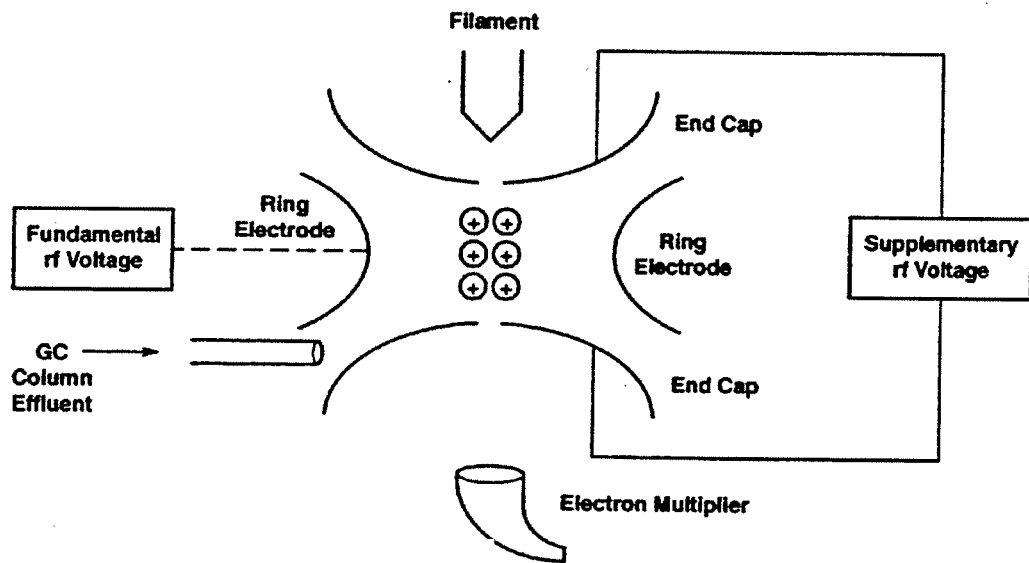 Filament
End Cap
Ring
Electrode
Fundamental
rf Voltage
Ring
Electrode
Supplementary
rf Voltage
GC
Column
Effluent
End Cap
Electron Multiplier
+ +
+ +
+ +